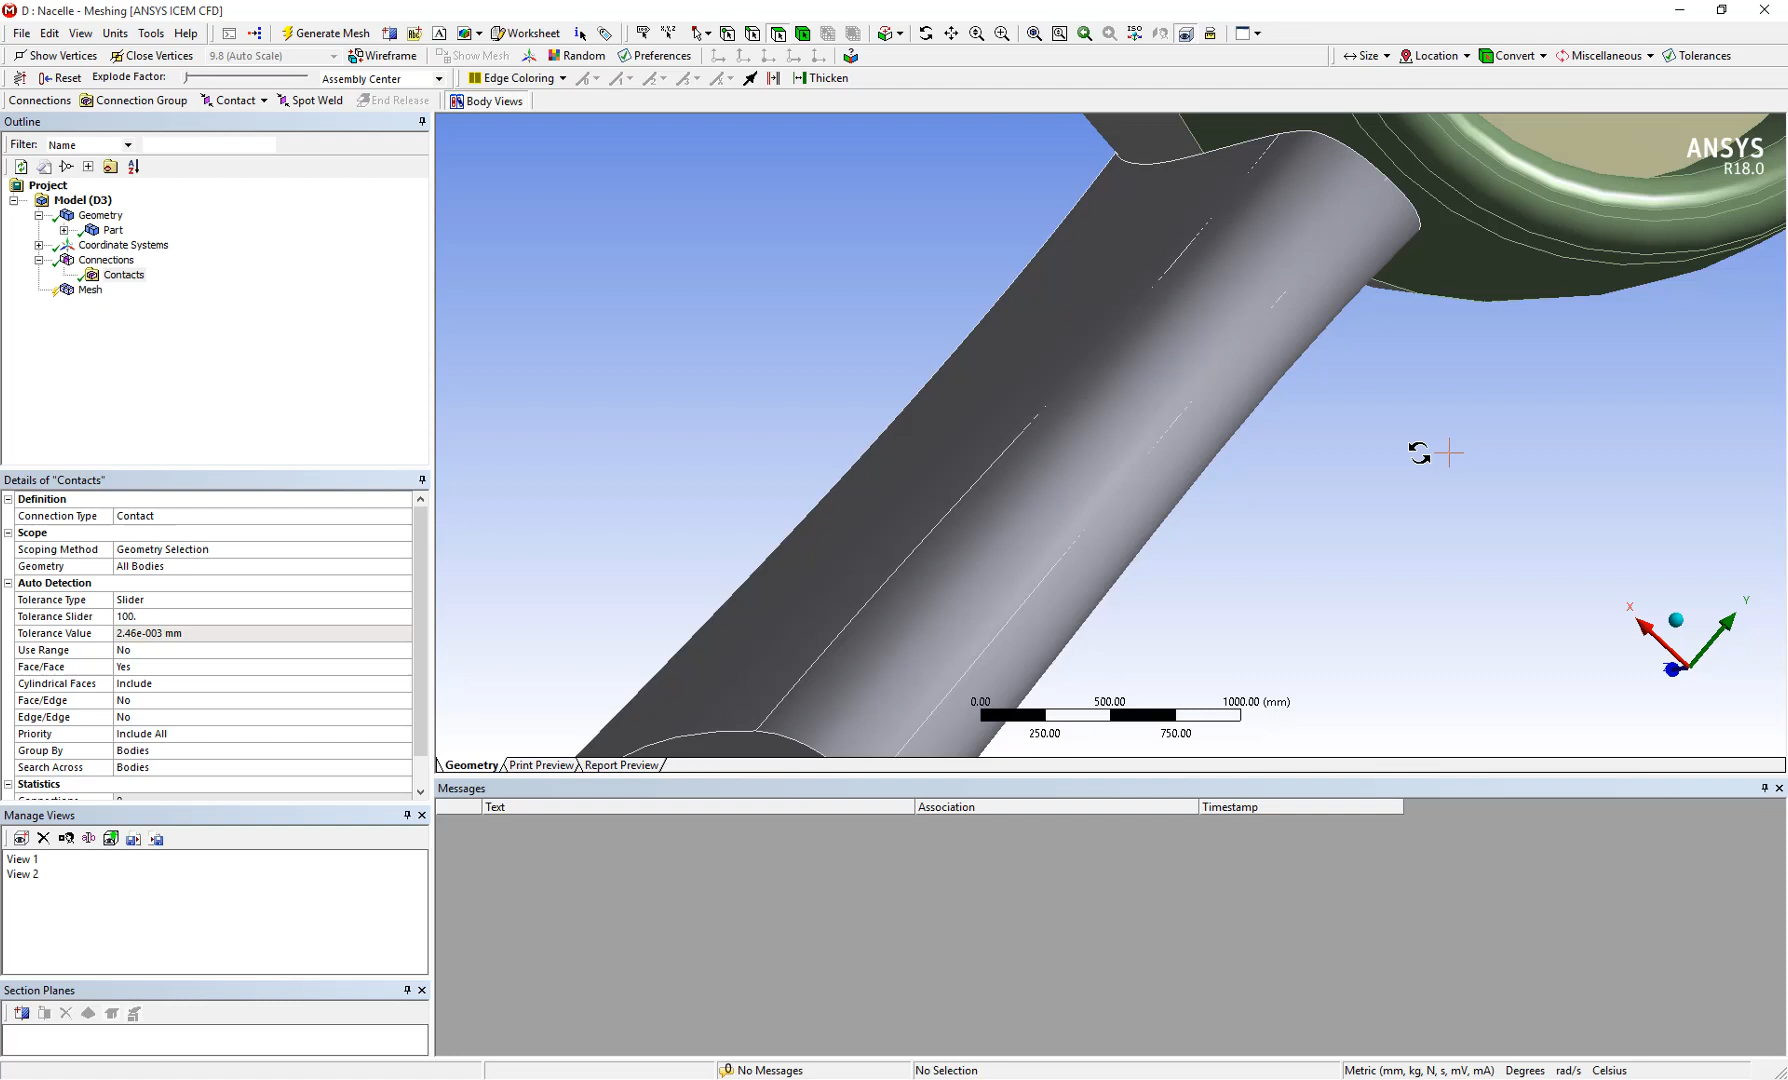 D : Nacelle - Meshing [ANSYS ICEM CFD]
File Edit View Units Tools Help Generate Mesh Worksheet
Show Vertices Close Vertices 9.8 (Auto Scale) Wireframe Show Mesh Random Preferences Size Location Convert Miscellaneous Tolerances
Reset Explode Factor: Assembly Center Edge Coloring Thicken
Connections Connection Group Contact Spot Weld End Release Body Views
Outline
Filter: Name
Project
Model (D3)
Geometry
Part
Coordinate Systems
Connections
Contacts
Mesh
Details of "Contacts"
Definition
Connection Type Contact
Scope
Scoping Method Geometry Selection
Geometry All Bodies
Auto Detection
Tolerance Type Slider
Tolerance Slider 100.
Tolerance Value 2.46e-003 mm
Use Range No
Face/Face Yes
Cylindrical Faces Include
Face/Edge No
Edge/Edge No
Priority Include All
Group By Bodies
Search Across Bodies
Statistics
Manage Views
View 1
View 2
Section Planes
ANSYS
R18.0
X
Y
Z
0.00 500.00 1000.00 (mm)
250.00 750.00
Geometry Print Preview Report Preview
Messages
Text Association Timestamp
No Messages No Selection Metric (mm, kg, N, s, mV, mA) Degrees rad/s Celsius